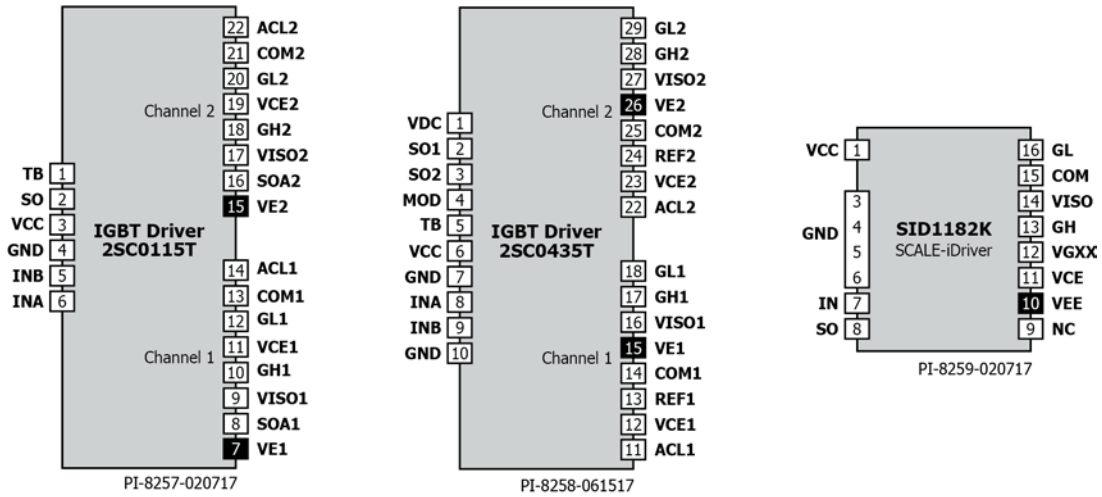 22 ACL2
21 COM2
20 GL2
19 VCE2
Channel 2
18 GH2
17 VISO2
16 SOA2
15 VE2
TB 1
SO 2
VCC 3
GND 4
INB 5
INA 6
IGBT Driver
2SC0115T
14 ACL1
13 COM1
12 GL1
11 VCE1
Channel 1
10 GH1
9 VISO1
8 SOA1
7 VE1
PI-8257-020717
29 GL2
28 GH2
27 VISO2
26 VE2
Channel 2
25 COM2
24 REF2
23 VCE2
22 ACL2
VDC 1
SO1 2
SO2 3
MOD 4
TB 5
VCC 6
GND 7
INA 8
INB 9
GND 10
IGBT Driver
2SC0435T
18 GL1
17 GH1
16 VISO1
15 VE1
Channel 1
14 COM1
13 REF1
12 VCE1
11 ACL1
PI-8258-061517
VCC 1
GND
3
4
5
6
IN 7
SO 8
SID1182K
SCALE-iDriver
16 GL
15 COM
14 VISO
13 GH
12 VGXX
11 VCE
10 VEE
9 NC
PI-8259-020717